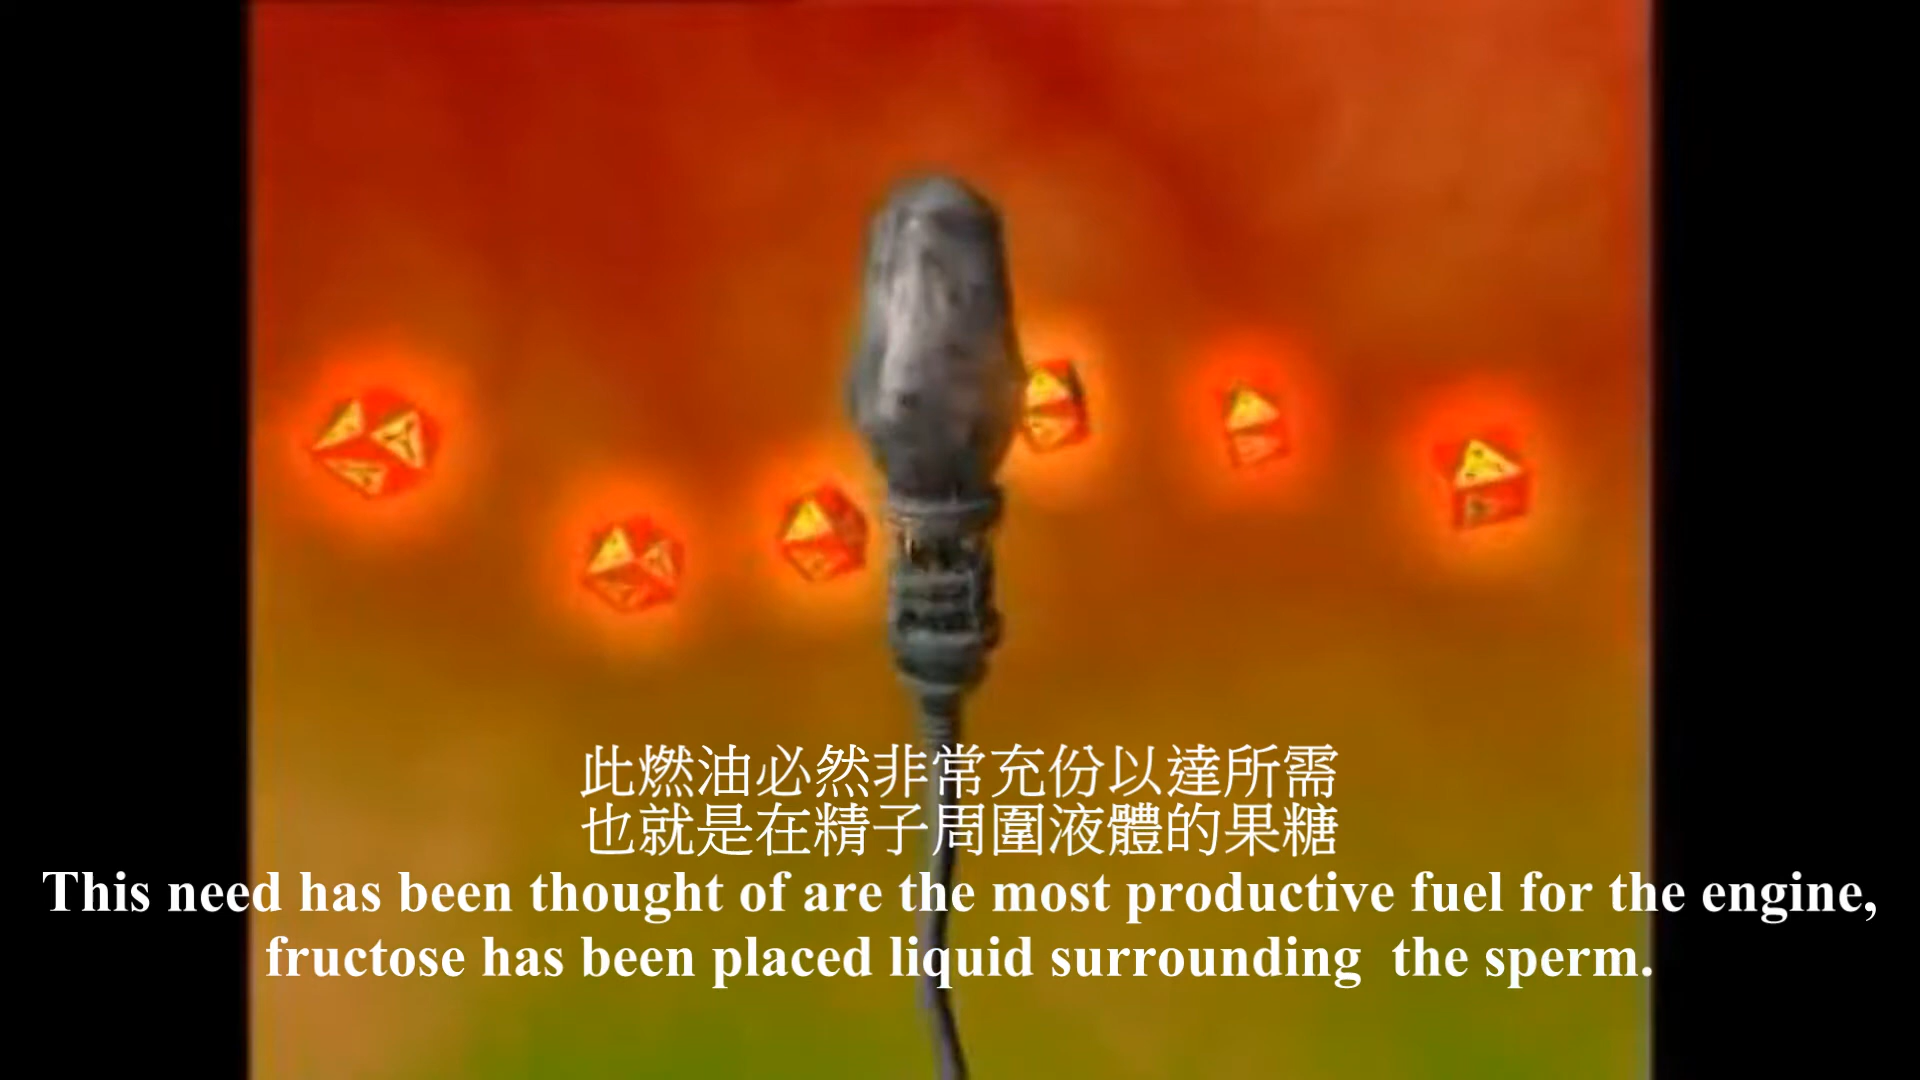 此燃油必然非常充份以達所需
也就是在精子周圍液體的果糖
This need has been thought of are the most productive fuel for the engine,
fructose has been placed liquid surrounding the sperm.